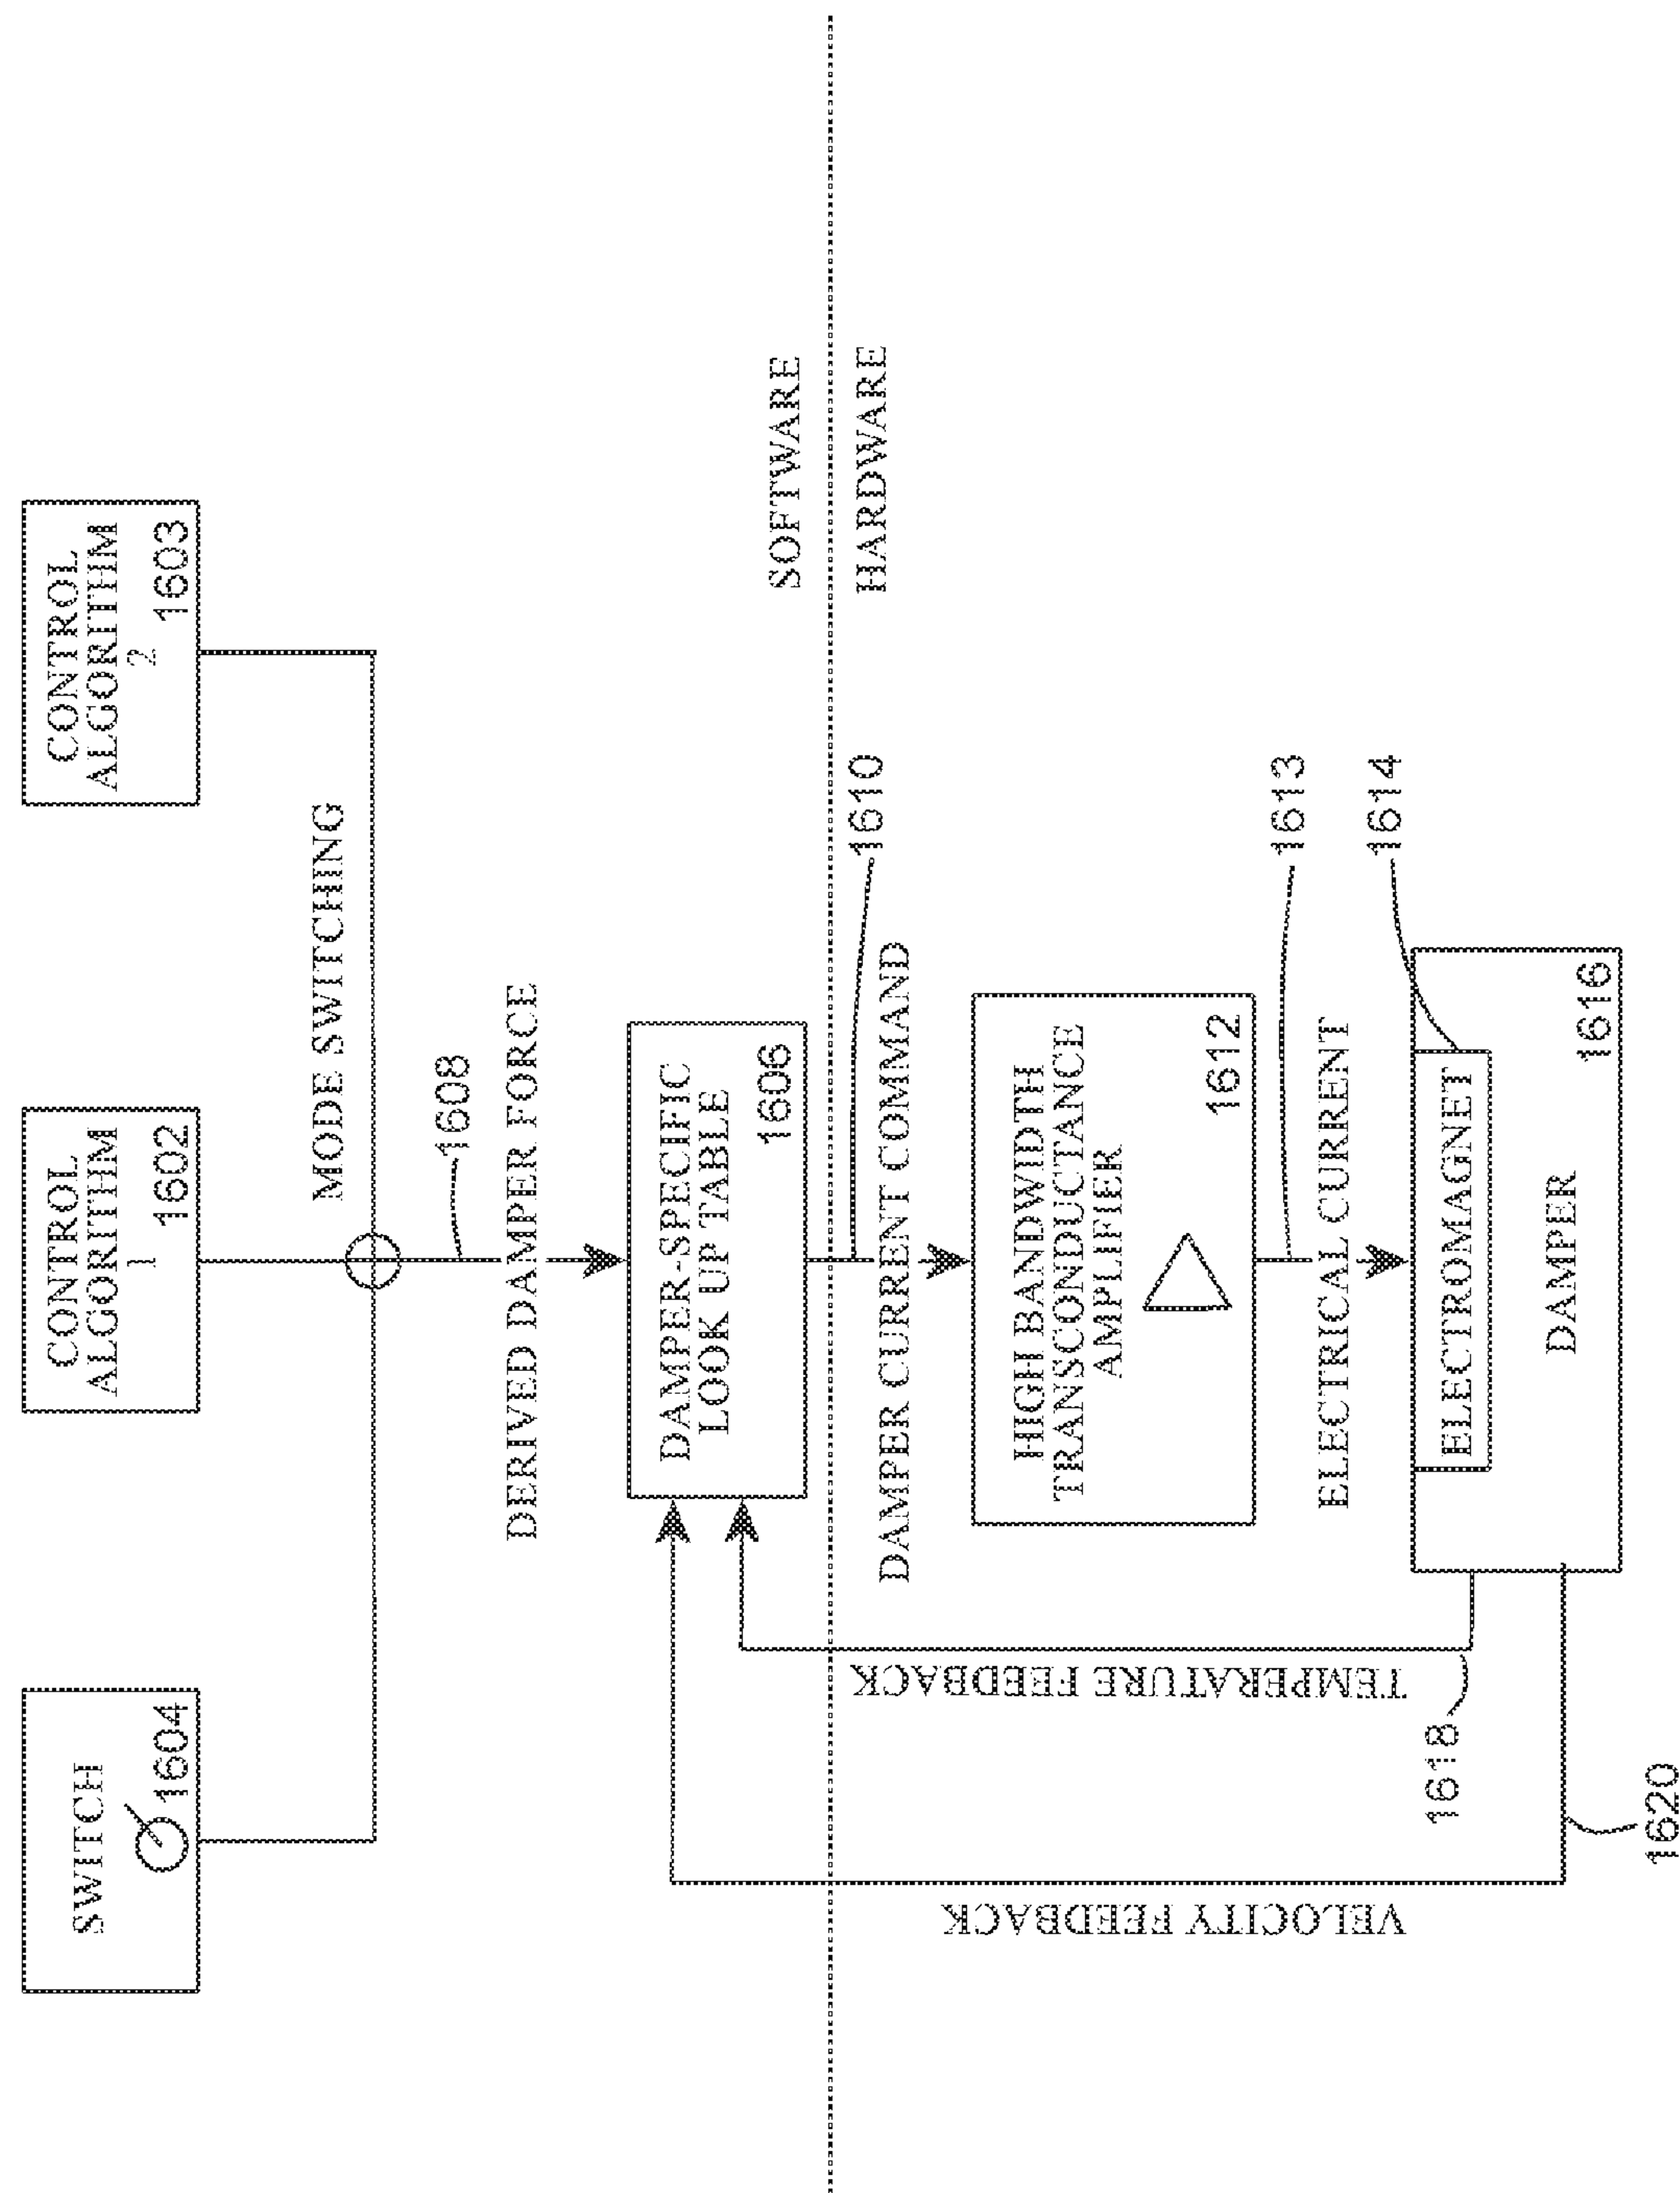 SWITCH
1604
CONTROL
ALGORITHM
1
1602
CONTROL
ALGORITHM
2
1603
MODE SWITCHING
1608
DERIVED DAMPER FORCE
DAMPER-SPECIFIC
LOOK UP TABLE
1606
SOFTWARE
HARDWARE
1610
DAMPER CURRENT COMMAND
HIGH BANDWIDTH
TRANSCONDUCTANCE
AMPLIFIER
1612
1613
ELECTRICAL CURRENT
1614
ELECTROMAGNET
DAMPER
1616
TEMPERATURE FEEDBACK
1618
VELOCITY FEEDBACK
1620